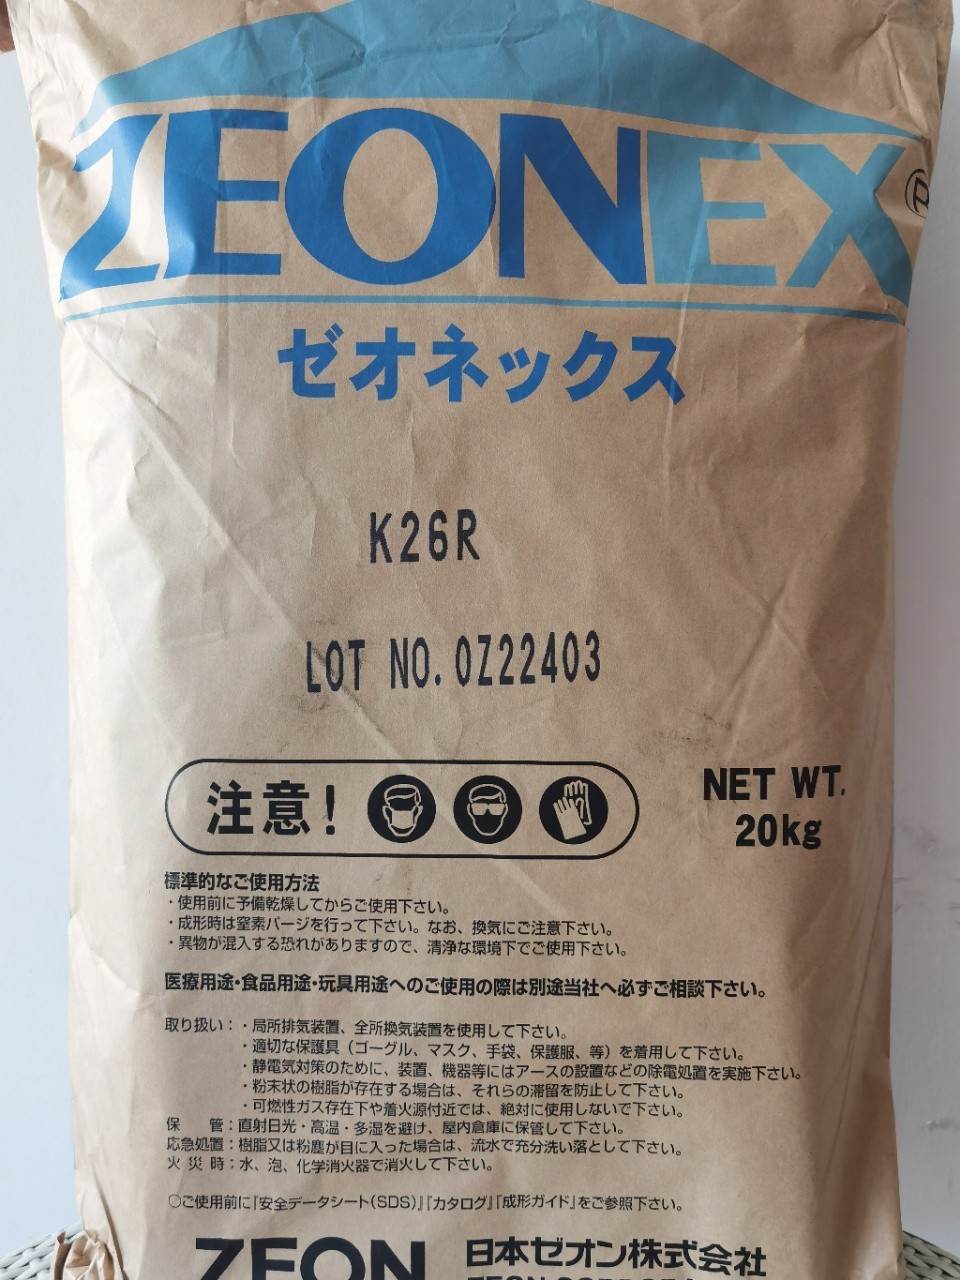 ZEONEX®
ゼオネックス
K26R
LOT NO. 0Z22403
注意!
NET WT.
20kg
標準的なご使用方法
・使用前に予備乾燥してからご使用下さい。
・成形時は窒素パージを行って下さい。なお、換気にご注意下さい。
・異物が混入する恐れがありますので、清浄な環境下でご使用下さい。
医療用途・食品用途・玩具用途へのご使用の際は別途当社へ必ずご相談下さい。
取り扱い：・局所排気装置、全所換気装置を使用して下さい。
・適切な保護具（ゴーグル、マスク、手袋、保護服、等）を着用して下さい。
・静電気対策のために、装置、機器等にはアースの設置などの除電処置を実施下さい。
・粉末状の樹脂が存在する場合は、それらの滞留を防止して下さい。
・可燃性ガス存在下や着火源付近では、絶対に使用しないで下さい。
保　　管：直射日光・高温・多湿を避け、屋内倉庫に保管して下さい。
応急処置：樹脂又は粉塵が目に入った場合は、流水で充分洗い落として下さい。
火 災 時：水、泡、化学消火器で消火して下さい。
○ご使用前に「安全データシート(SDS)」「カタログ」「成形ガイド」をご参照下さい。
ZEON 日本ゼオン株式会社